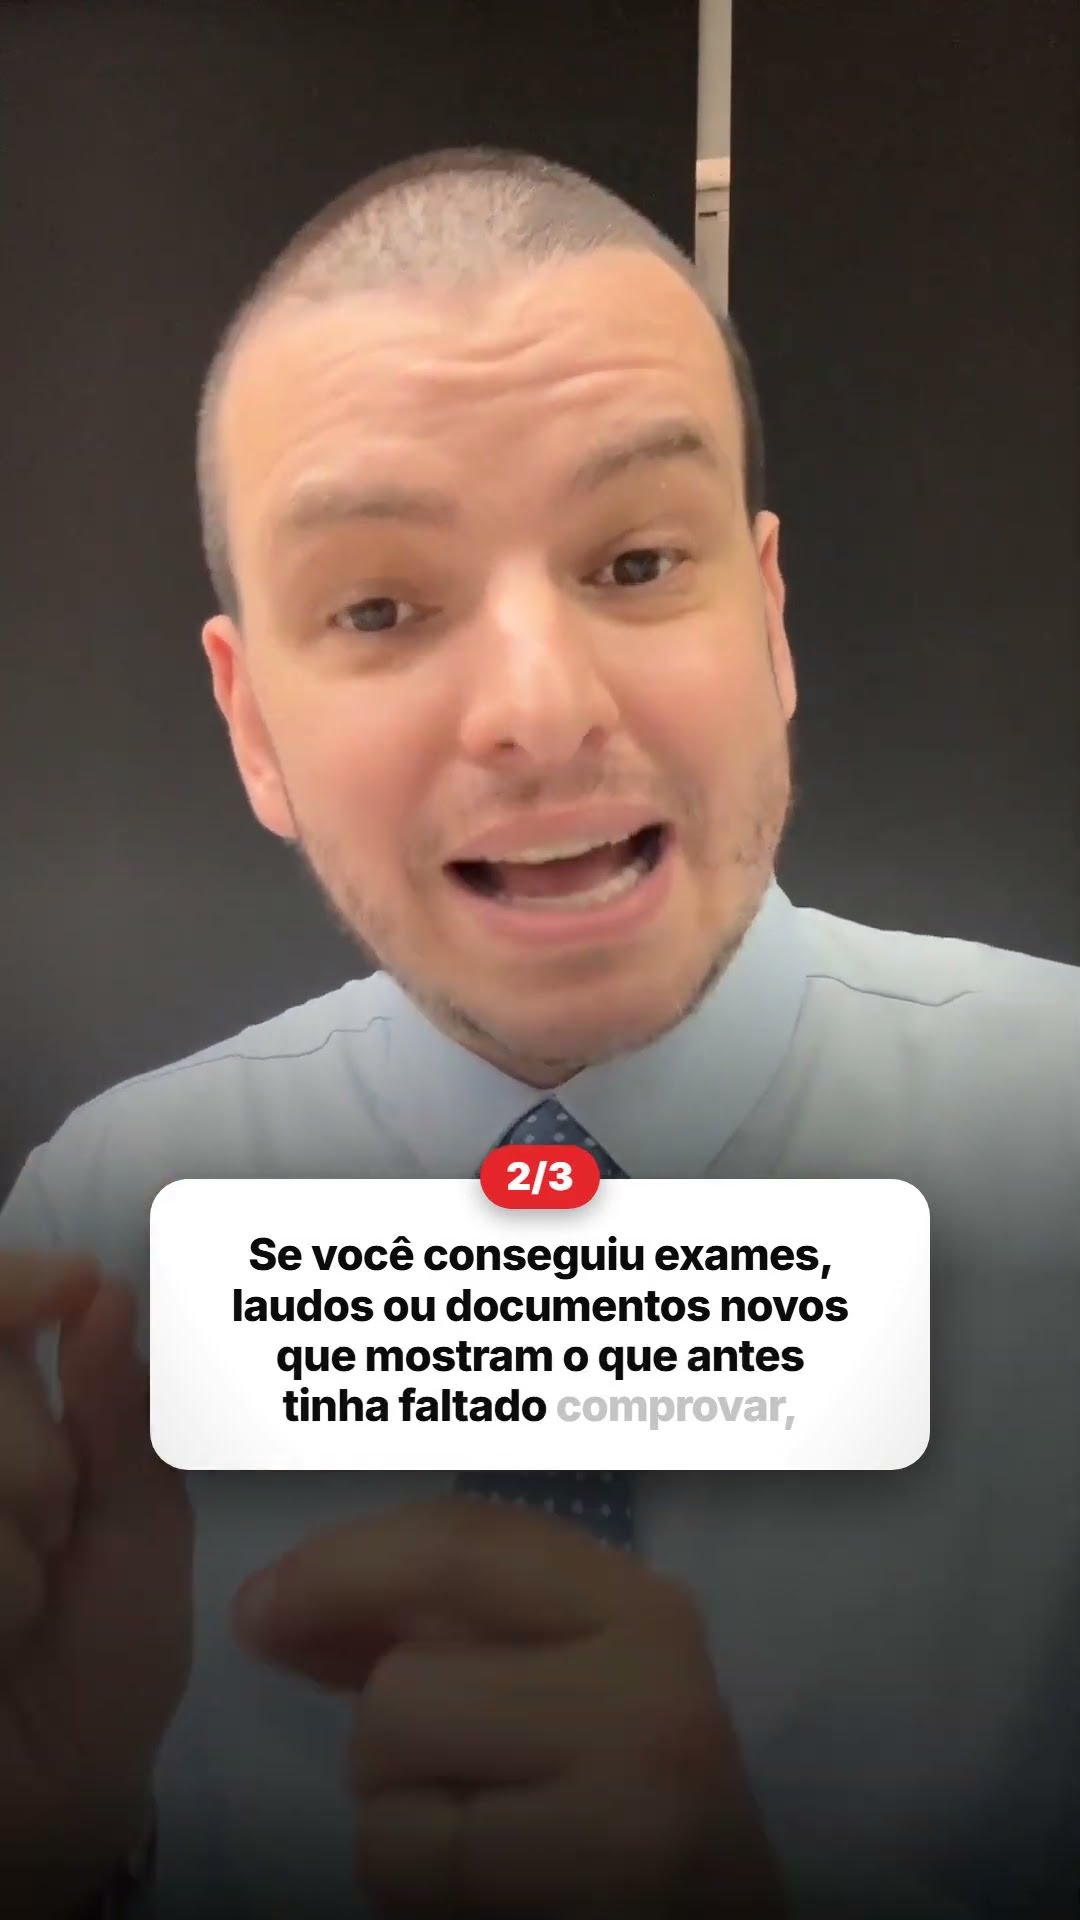 2/3
Se você conseguiu exames,
laudos ou documentos novos
que mostram o que antes
tinha faltado comprovar,